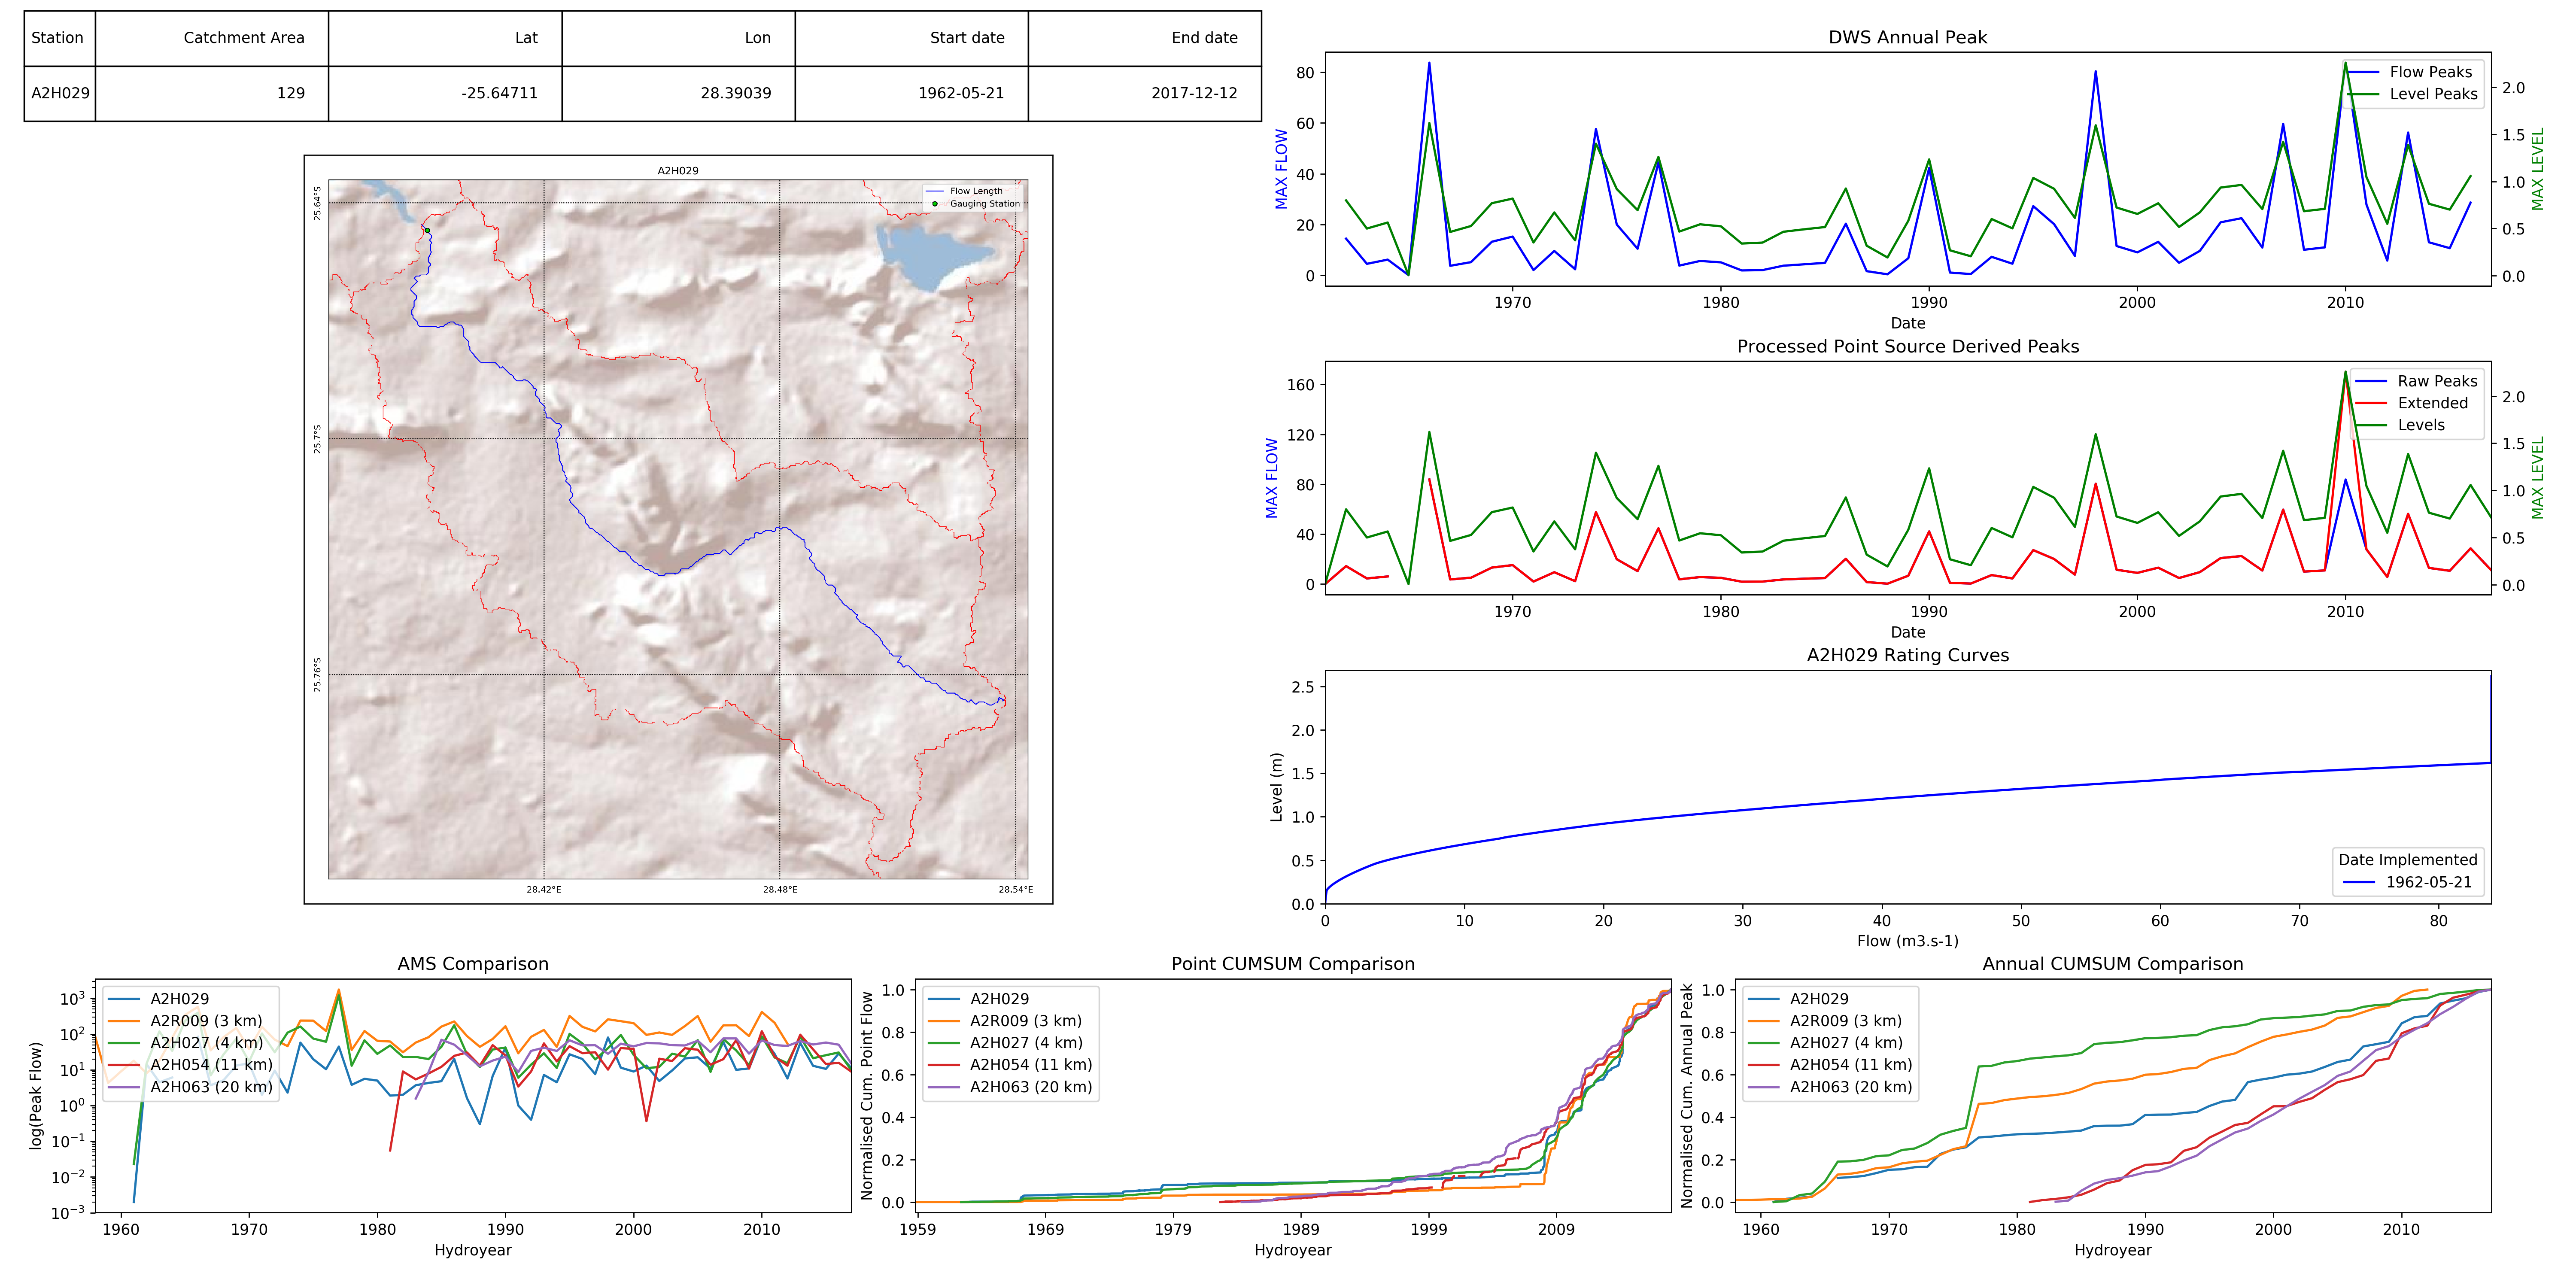 Station Catchment Area Lat Lon Start date End date
A2H029 129 -25.64711 28.39039 1962-05-21 2017-12-12
A2H029
Flow Length
Gauging Station
25.64°S
25.7°S
25.76°S
28.42°E 28.48°E 28.54°E
DWS Annual Peak
Flow Peaks
Level Peaks
MAX FLOW
80
60
40
20
0
MAX LEVEL
2.0
1.5
1.0
0.5
0.0
1970 1980 1990 2000 2010
Date
Processed Point Source Derived Peaks
Raw Peaks
Extended
Levels
MAX FLOW
160
120
80
40
0
MAX LEVEL
2.0
1.5
1.0
0.5
0.0
1970 1980 1990 2000 2010
Date
A2H029 Rating Curves
Level (m)
2.5
2.0
1.5
1.0
0.5
0.0
Date Implemented
1962-05-21
0 10 20 30 40 50 60 70 80
Flow (m3.s-1)
AMS Comparison
A2H029
A2R009 (3 km)
A2H027 (4 km)
A2H054 (11 km)
A2H063 (20 km)
log(Peak Flow)
10³
10²
10¹
10⁰
10⁻¹
10⁻²
10⁻³
1960 1970 1980 1990 2000 2010
Hydroyear
Point CUMSUM Comparison
A2H029
A2R009 (3 km)
A2H027 (4 km)
A2H054 (11 km)
A2H063 (20 km)
Normalised Cum. Point Flow
1.0
0.8
0.6
0.4
0.2
0.0
1959 1969 1979 1989 1999 2009
Hydroyear
Annual CUMSUM Comparison
A2H029
A2R009 (3 km)
A2H027 (4 km)
A2H054 (11 km)
A2H063 (20 km)
Normalised Cum. Annual Peak
1.0
0.8
0.6
0.4
0.2
0.0
1960 1970 1980 1990 2000 2010
Hydroyear